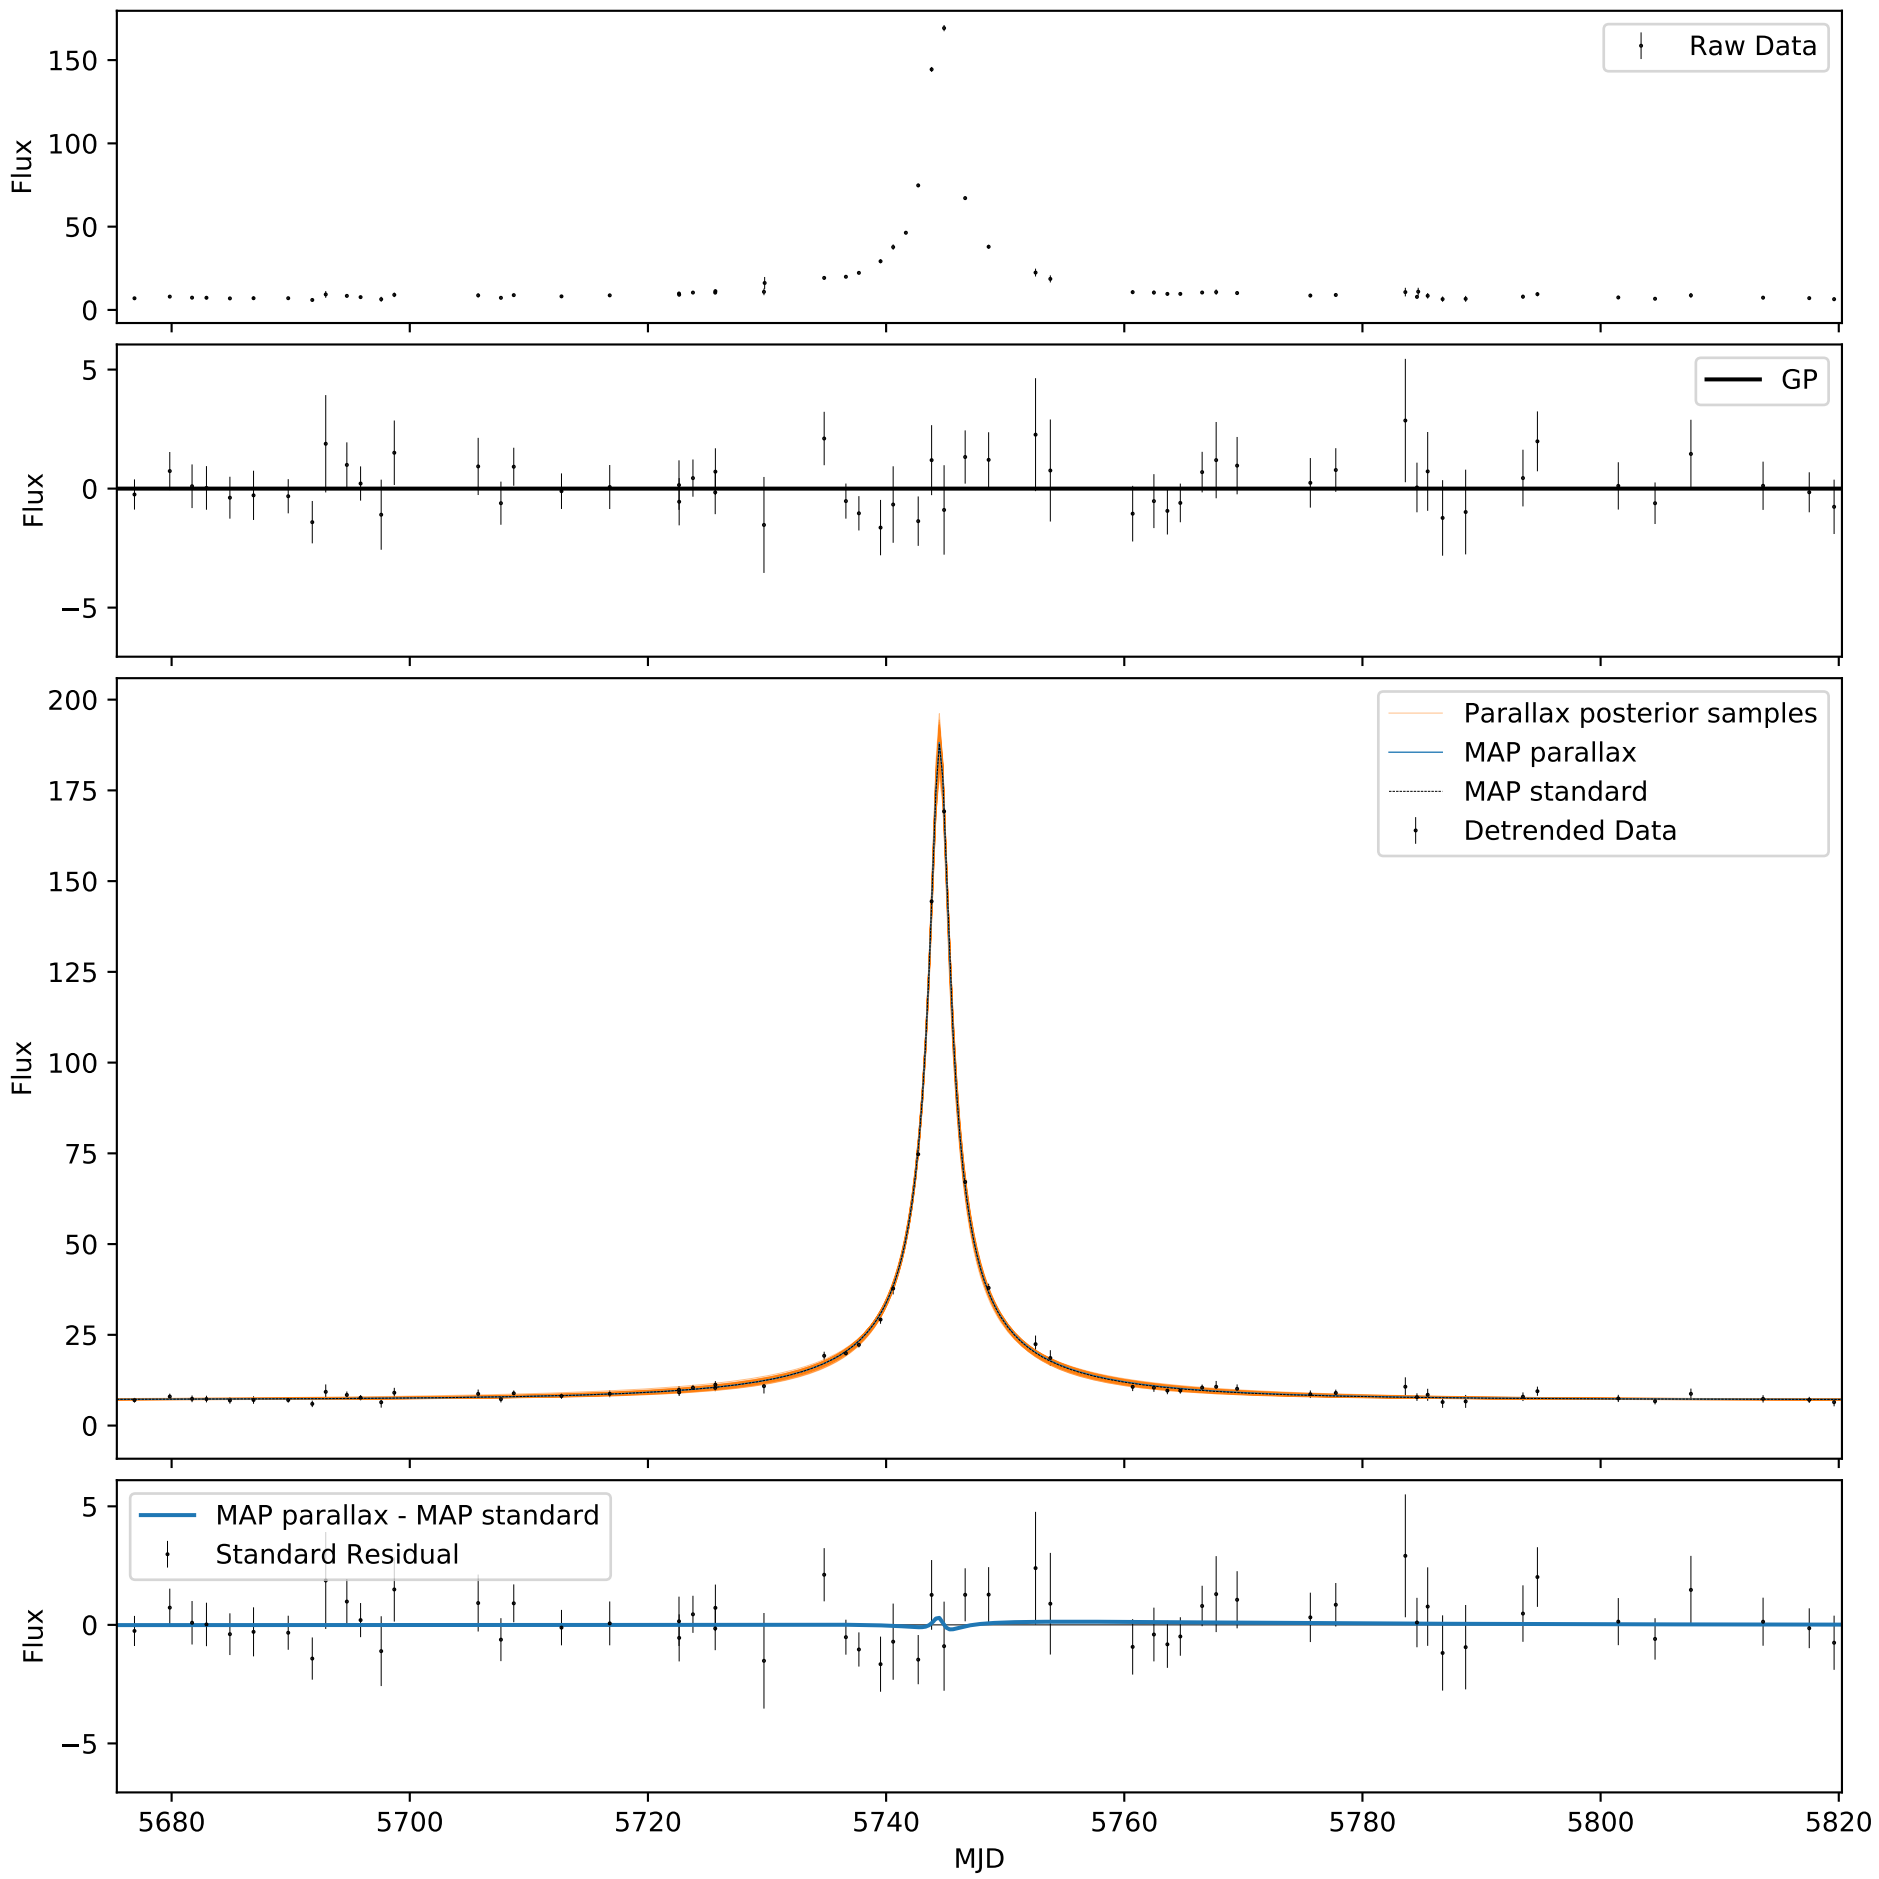 150
100
50
0
Flux
Raw Data
5
0
−5
Flux
GP
200
175
150
125
100
75
50
25
0
Flux
Parallax posterior samples
MAP parallax
MAP standard
Detrended Data
5
0
−5
Flux
MAP parallax - MAP standard
Standard Residual
5680 5700 5720 5740 5760 5780 5800 5820
MJD